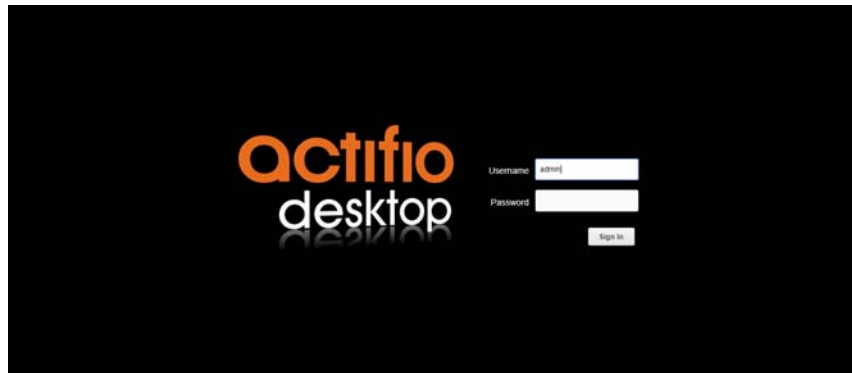 actifio
desktop
Username admin
Password
Sign In